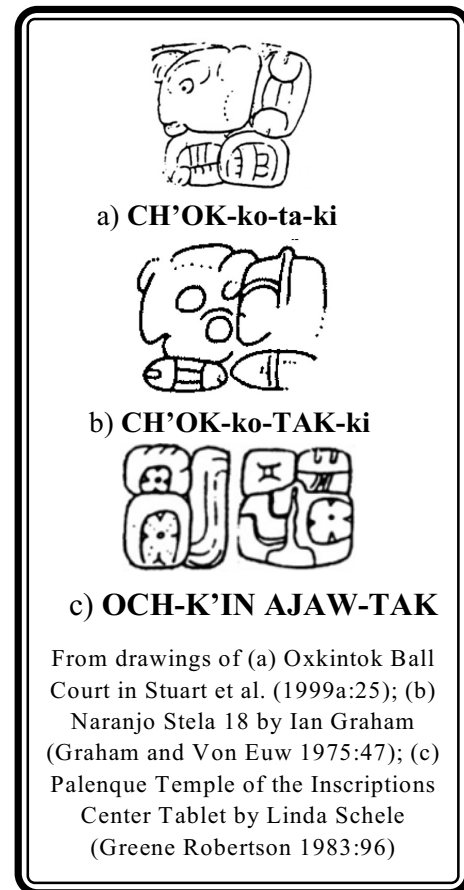 a) CH’OK-ko-ta-ki
b) CH’OK-ko-TAK-ki
c) OCH-K’IN AJAW-TAK
From drawings of (a) Oxkintok Ball
Court in Stuart et al. (1999a:25); (b)
Naranjo Stela 18 by Ian Graham
(Graham and Von Euw 1975:47); (c)
Palenque Temple of the Inscriptions
Center Tablet by Linda Schele
(Greene Robertson 1983:96)